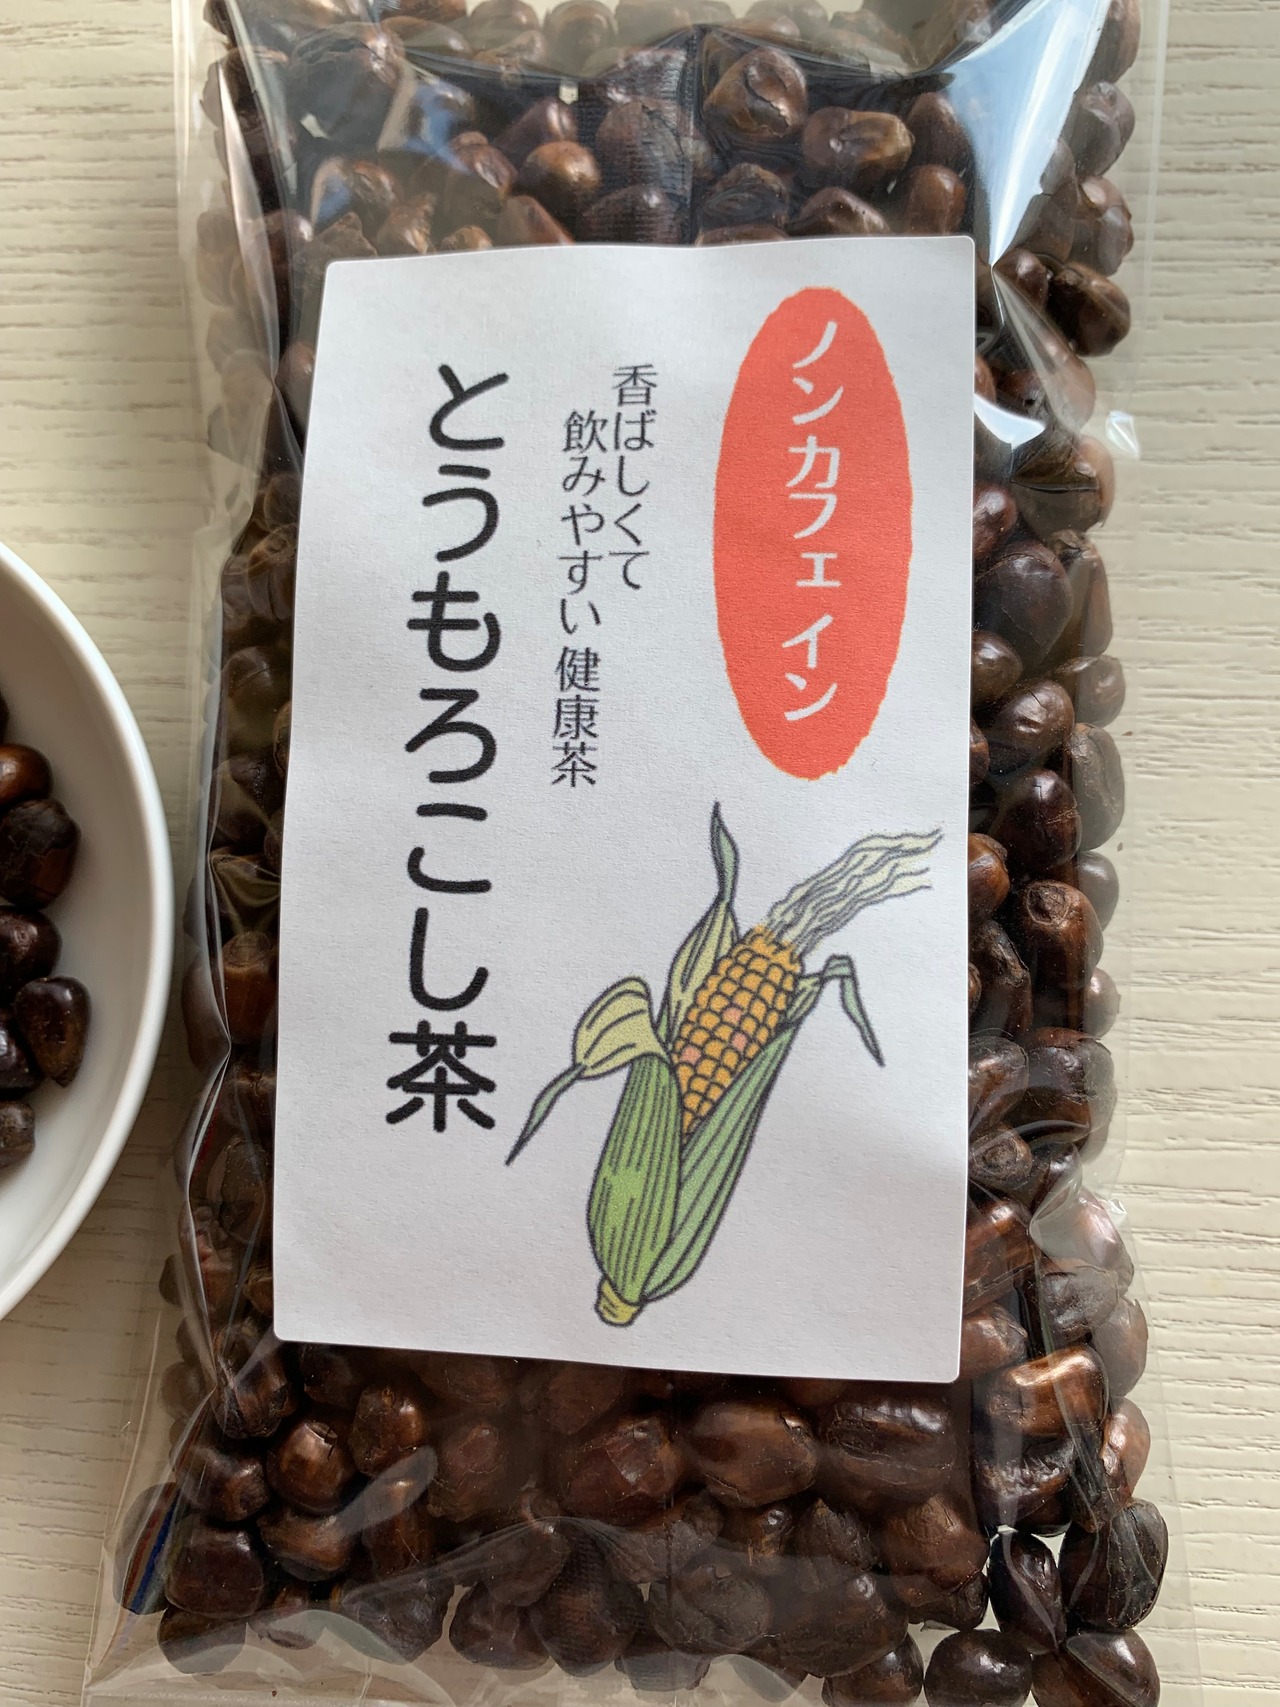 ノンカフェイン
香ばしくて
飲みやすい健康茶
とうもろこし茶